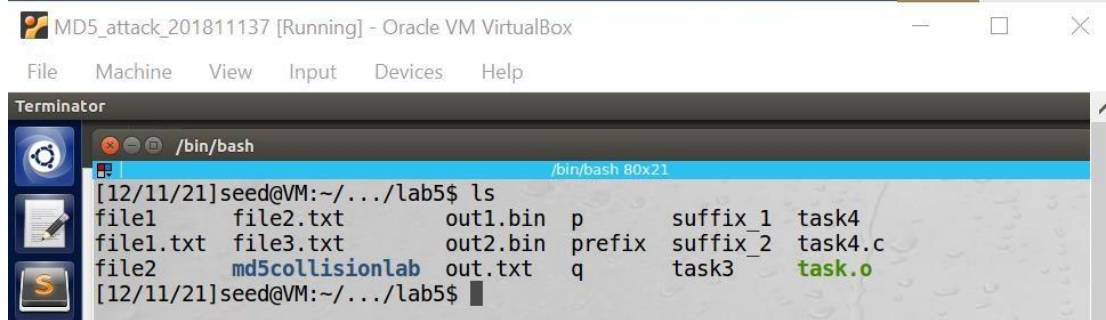 MD5_attack_201811137 [Running] - Oracle VM VirtualBox
File Machine View Input Devices Help
Terminator
/bin/bash
/bin/bash 80x21
[12/11/21]seed@VM:~/.../lab5$ ls
file1 file2.txt out1.bin p suffix_1 task4
file1.txt file3.txt out2.bin prefix suffix_2 task4.c
file2 md5collisionlab out.txt q task3 task.o
[12/11/21]seed@VM:~/.../lab5$